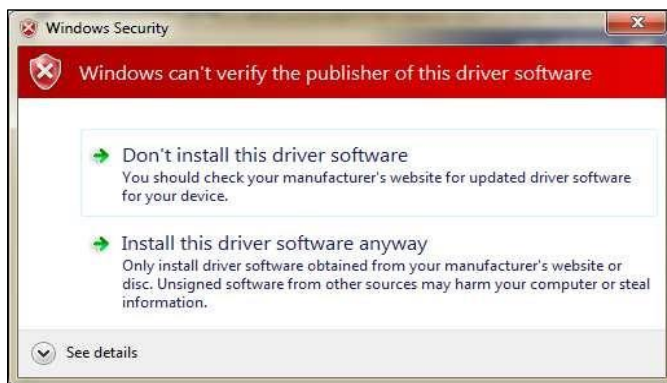 Windows Security
Windows can't verify the publisher of this driver software
Don't install this driver software
You should check your manufacturer's website for updated driver software
for your device.
Install this driver software anyway
Only install driver software obtained from your manufacturer's website or
disc. Unsigned software from other sources may harm your computer or steal
information.
See details